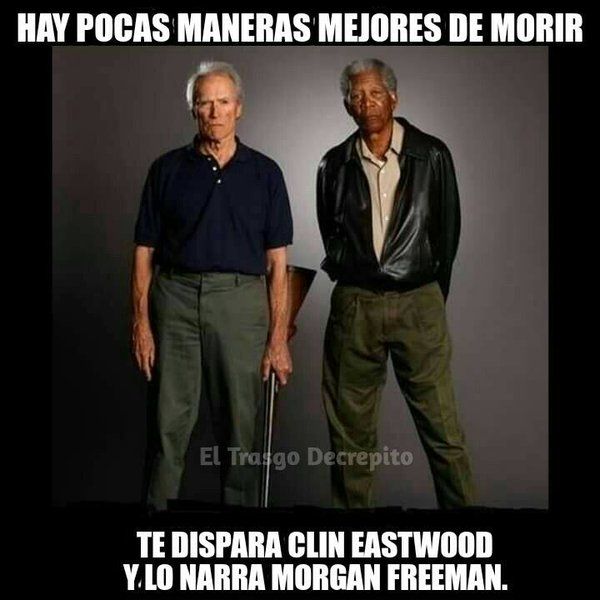 HAY POCAS MANERAS MEJORES DE MORIR
El Trasgo Decrepito
TE DISPARA CLIN EASTWOOD
Y LO NARRA MORGAN FREEMAN.